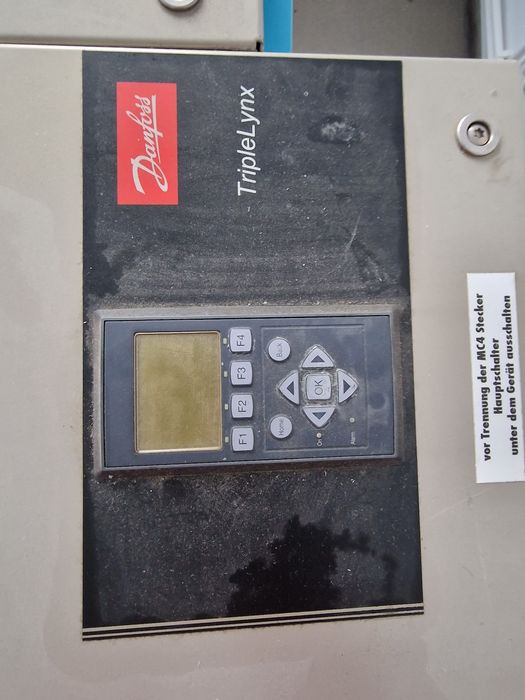 Danfoss
TripleLynx
F1 F2 F3 F4
Home Back
OK
On
Alarm
vor Trennung der MC4 Stecker
Hauptschalter
unter dem Gerät ausschalten